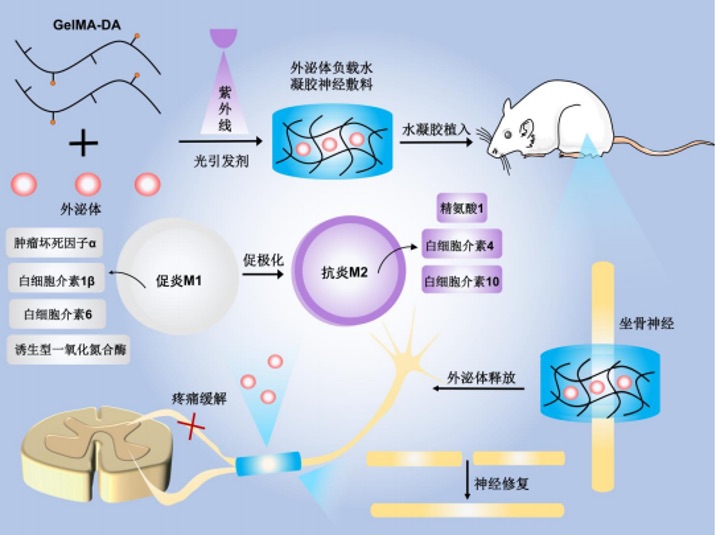 GelMA-DA
紫
外
线
光引发剂
外泌体
外泌体负载水
凝胶神经敷料
水凝胶植入
肿瘤坏死因子α
白细胞介素1β
白细胞介素6
诱生型一氧化氮合酶
促炎M1
促极化
抗炎M2
精氨酸1
白细胞介素4
白细胞介素10
坐骨神经
外泌体释放
疼痛缓解
神经修复